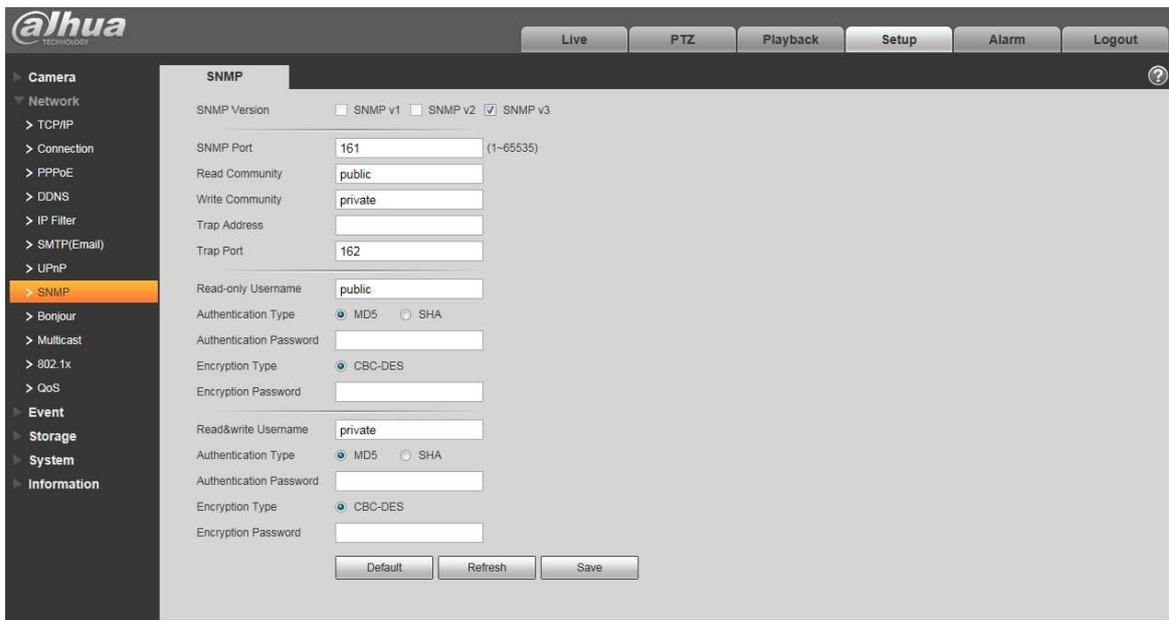 alhua
TECHNOLOGY
Live PTZ Playback Setup Alarm Logout
Camera
Network
> TCP/IP
> Connection
> PPPoE
> DDNS
> IP Filter
> SMTP(Email)
> UPnP
> SNMP
> Bonjour
> Multicast
> 802.1x
> QoS
Event
Storage
System
Information
SNMP
?
SNMP Version SNMP v1 SNMP v2 SNMP v3
SNMP Port 161 (1~65535)
Read Community public
Write Community private
Trap Address
Trap Port 162
Read-only Username public
Authentication Type MD5 SHA
Authentication Password
Encryption Type CBC-DES
Encryption Password
Read&write Username private
Authentication Type MD5 SHA
Authentication Password
Encryption Type CBC-DES
Encryption Password
Default Refresh Save